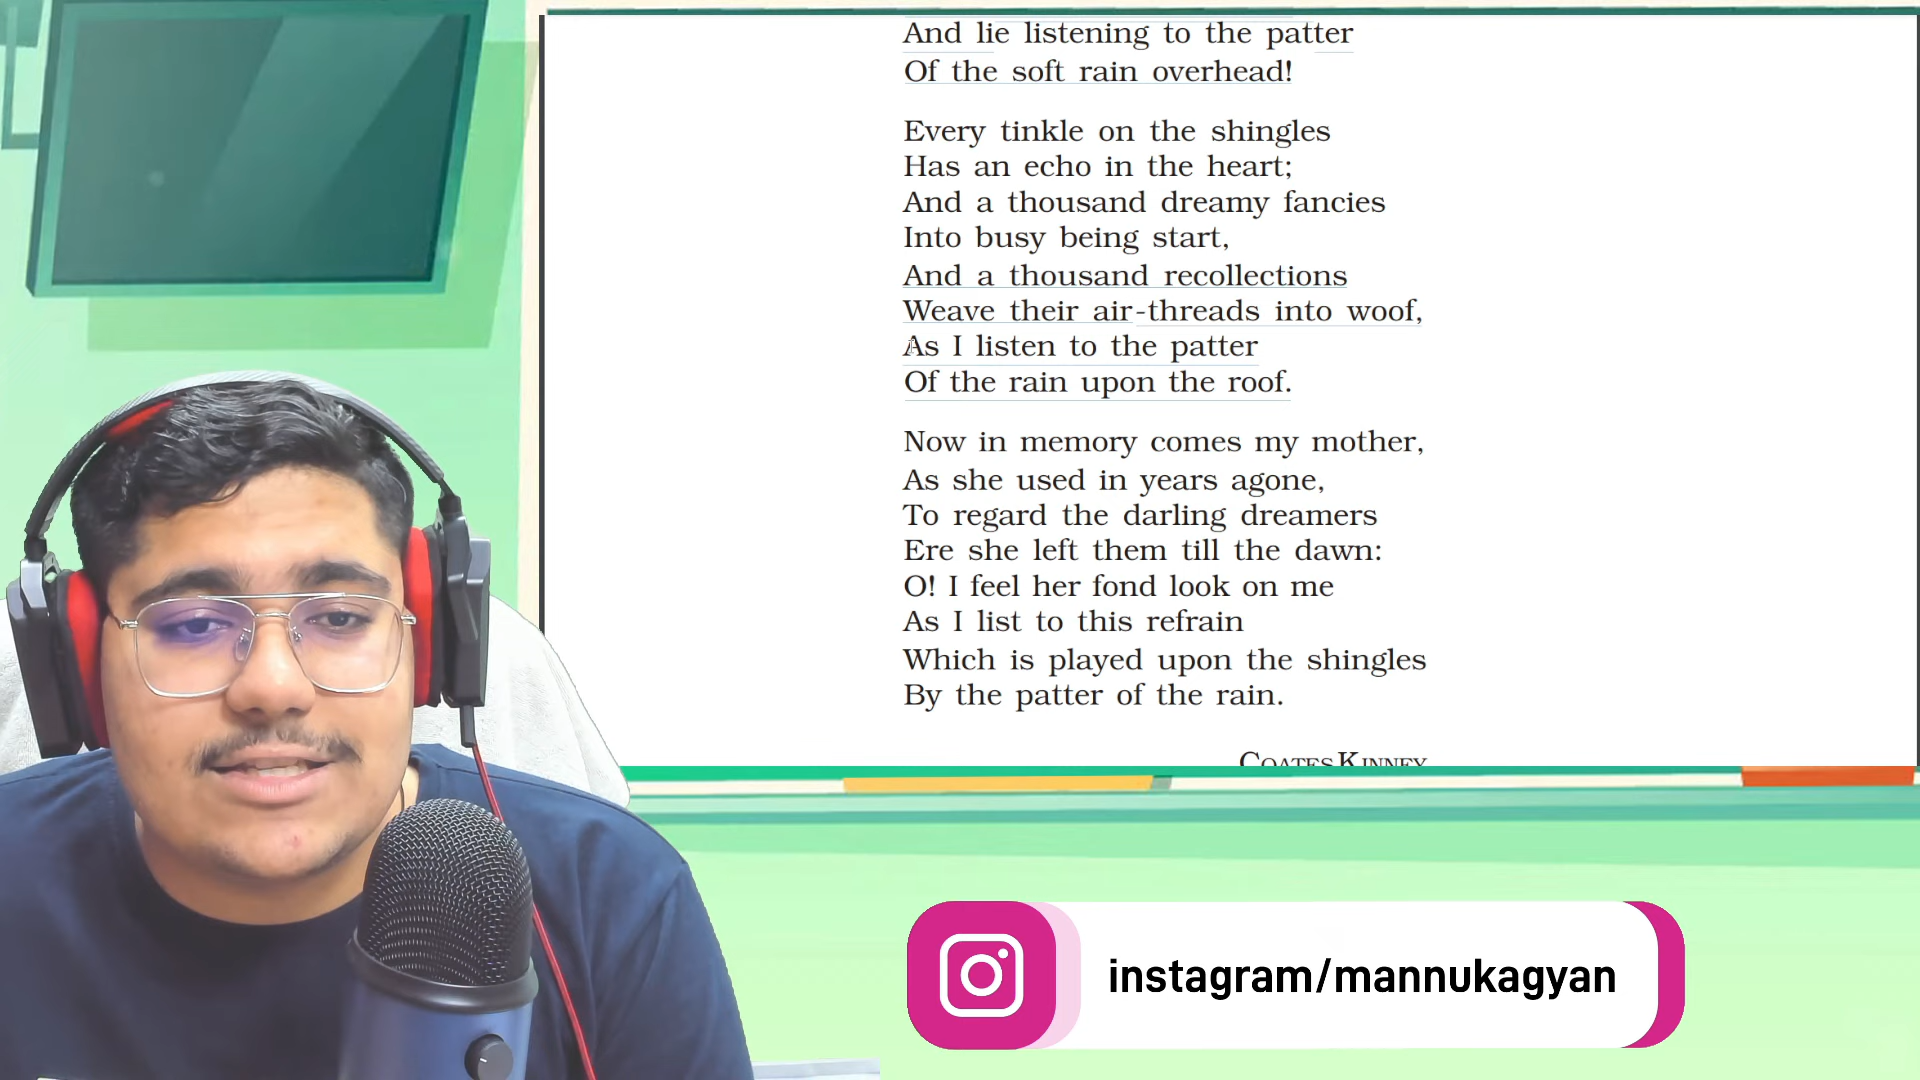 And lie listening to the patter
Of the soft rain overhead!
Every tinkle on the shingles
Has an echo in the heart;
And a thousand dreamy fancies
Into busy being start,
And a thousand recollections
Weave their air-threads into woof,
As I listen to the patter
Of the rain upon the roof.
Now in memory comes my mother,
As she used in years agone,
To regard the darling dreamers
Ere she left them till the dawn:
O! I feel her fond look on me
As I list to this refrain
Which is played upon the shingles
By the patter of the rain.
COATES KINNEY
instagram/mannukagyan